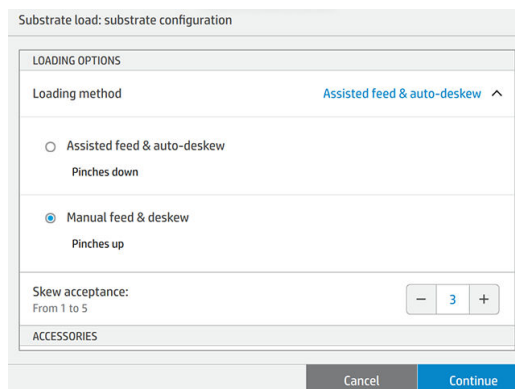 Substrate load: substrate configuration
LOADING OPTIONS
Loading method Assisted feed & auto-deskew
Assisted feed & auto-deskew
Pinches down
Manual feed & deskew
Pinches up
Skew acceptance:
From 1 to 5
− 3 +
ACCESSORIES
Cancel Continue